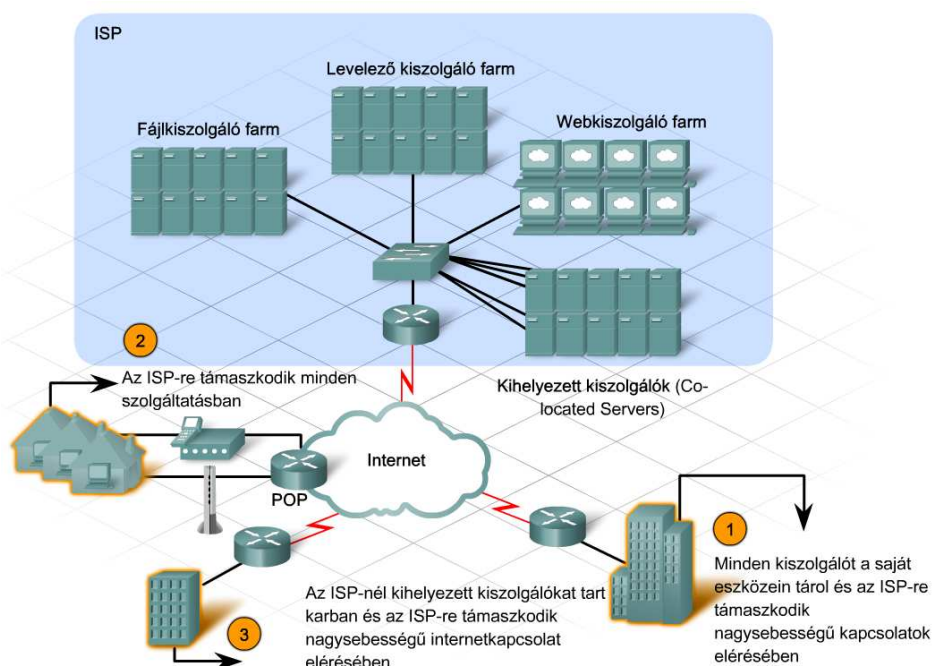 ISP
Levelező kiszolgáló farm
Fájlkiszolgáló farm
Webkiszolgáló farm
Kihelyezett kiszolgálók (Co-
located Servers)
2
Az ISP-re támaszkodik minden
szolgáltatásban
Internet
POP
1
Minden kiszolgálót a saját
eszközein tárol és az ISP-re
támaszkodik
nagysebességű kapcsolatok
elérésében
3
Az ISP-nél kihelyezett kiszolgálókat tart
karban és az ISP-re támaszkodik
nagysebességű internetkapcsolat
elérésében